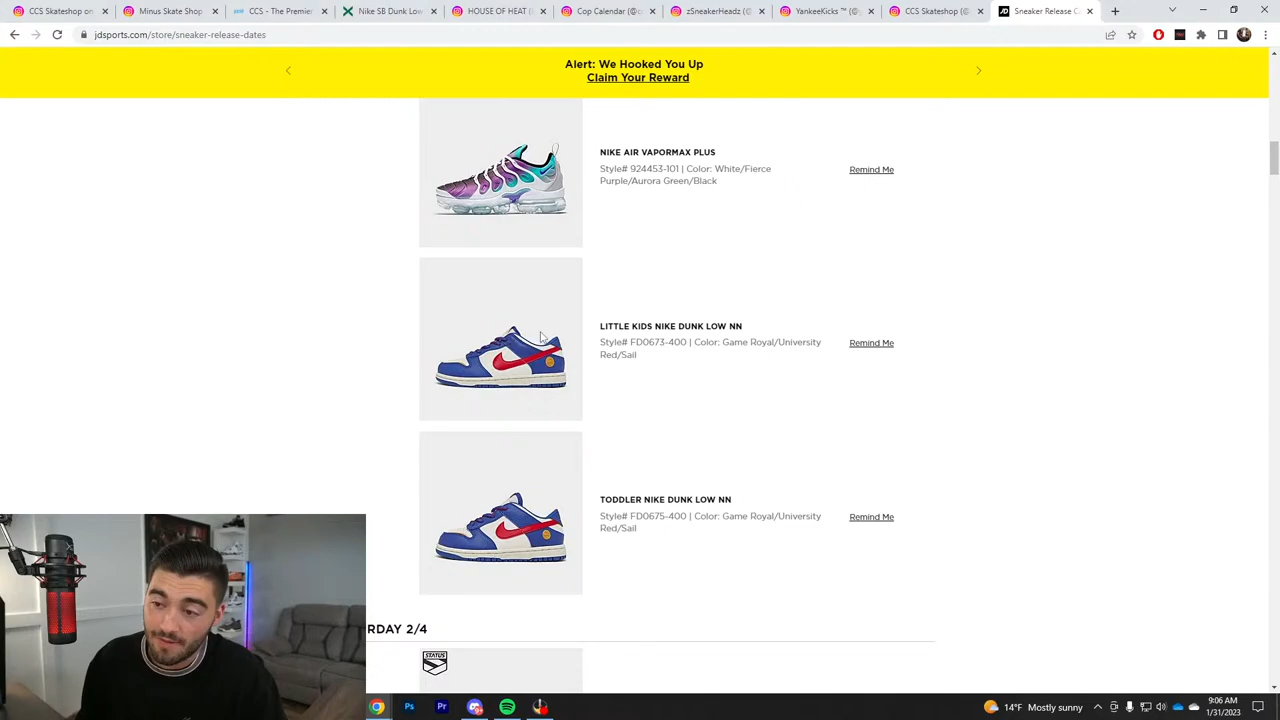 CCS Skateshop on
Minus Skate Shop
CCS - The Premier
Nike SB Dunk Low
HOUSE OF HEAT (
Cop Calendar (@
zSneakerHeadz (@
YankeeKicks ™ (@
CCS Skateshop (@
Sneaker Release C
jdsports.com/store/sneaker-release-dates
Alert: We Hooked You Up
Claim Your Reward
NIKE AIR VAPORMAX PLUS
Style# 924453-101 | Color: White/Fierce
Purple/Aurora Green/Black
Remind Me
LITTLE KIDS NIKE DUNK LOW NN
Style# FD0673-400 | Color: Game Royal/University
Red/Sail
Remind Me
TODDLER NIKE DUNK LOW NN
Style# FD0675-400 | Color: Game Royal/University
Red/Sail
Remind Me
RDAY 2/4
STATUS
Ps
Pr
14°F Mostly sunny
9:06 AM
1/31/2023